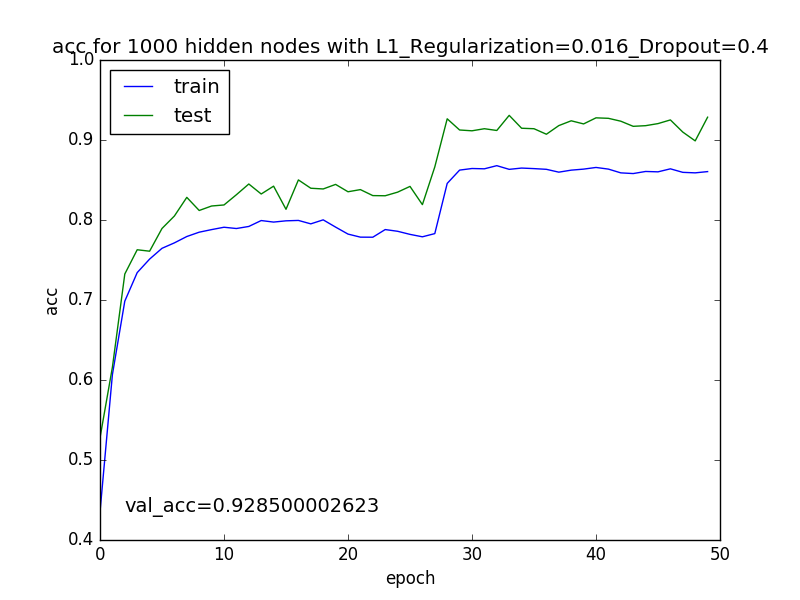 acc for 1000 hidden nodes with L1_Regularization=0.016_Dropout=0.4
1.0
train
test
0.9
0.8
0.7
acc
0.6
0.5
val_acc=0.928500002623
0.4
0 10 20 30 40 50
epoch